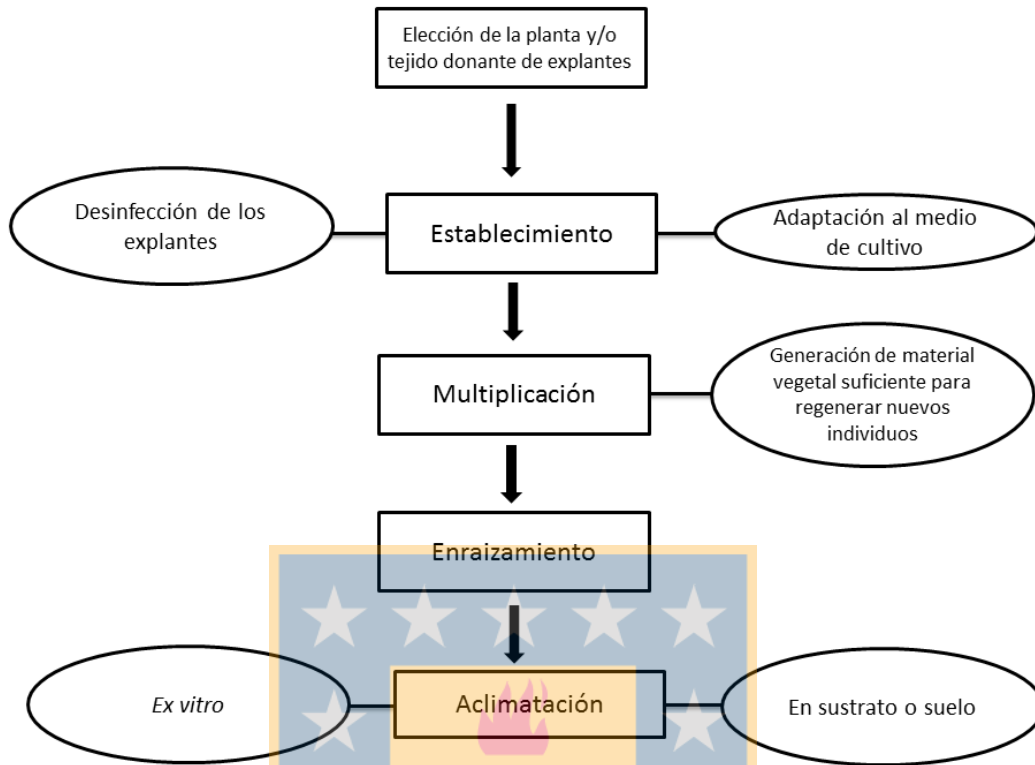 Elección de la planta y/o
tejido donante de explantes
Desinfección de los
explantes
Establecimiento
Adaptación al medio
de cultivo
Multiplicación
Generación de material
vegetal suficiente para
regenerar nuevos
individuos
Enraizamiento
Ex vitro
Aclimatación
En sustrato o suelo